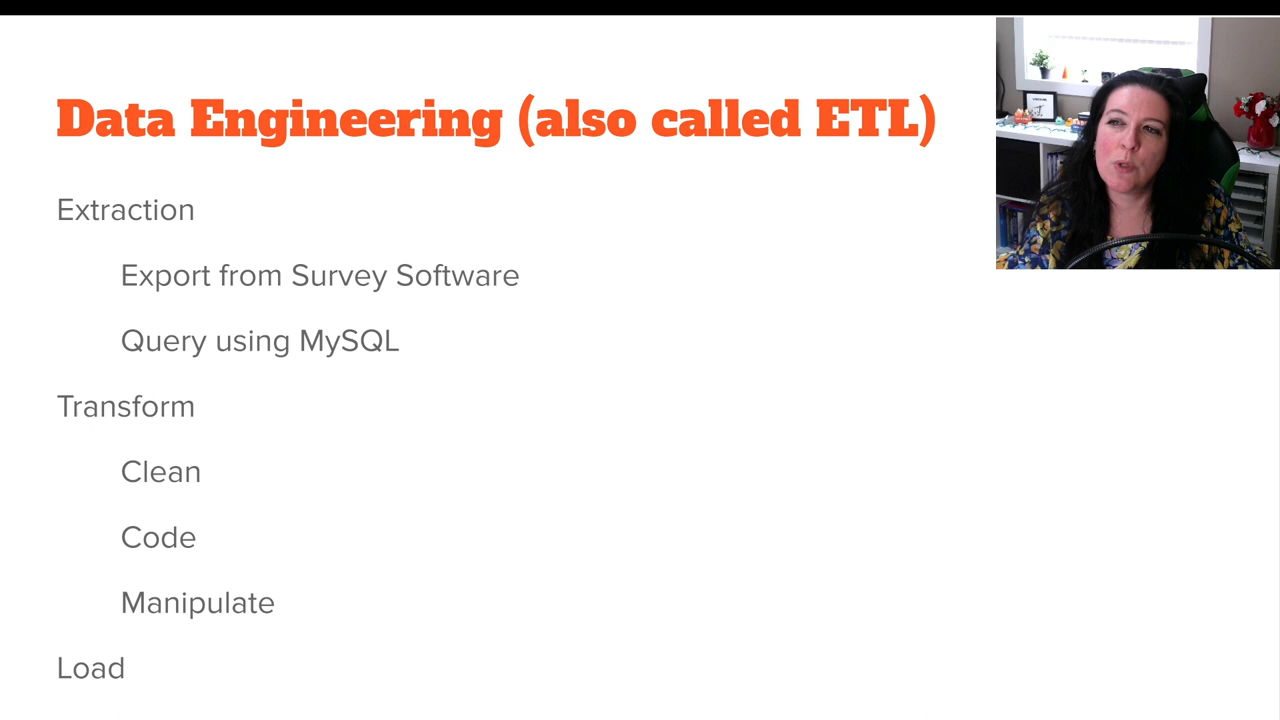 Data Engineering (also called ETL)
Extraction
Export from Survey Software
Query using MySQL
Transform
Clean
Code
Manipulate
Load